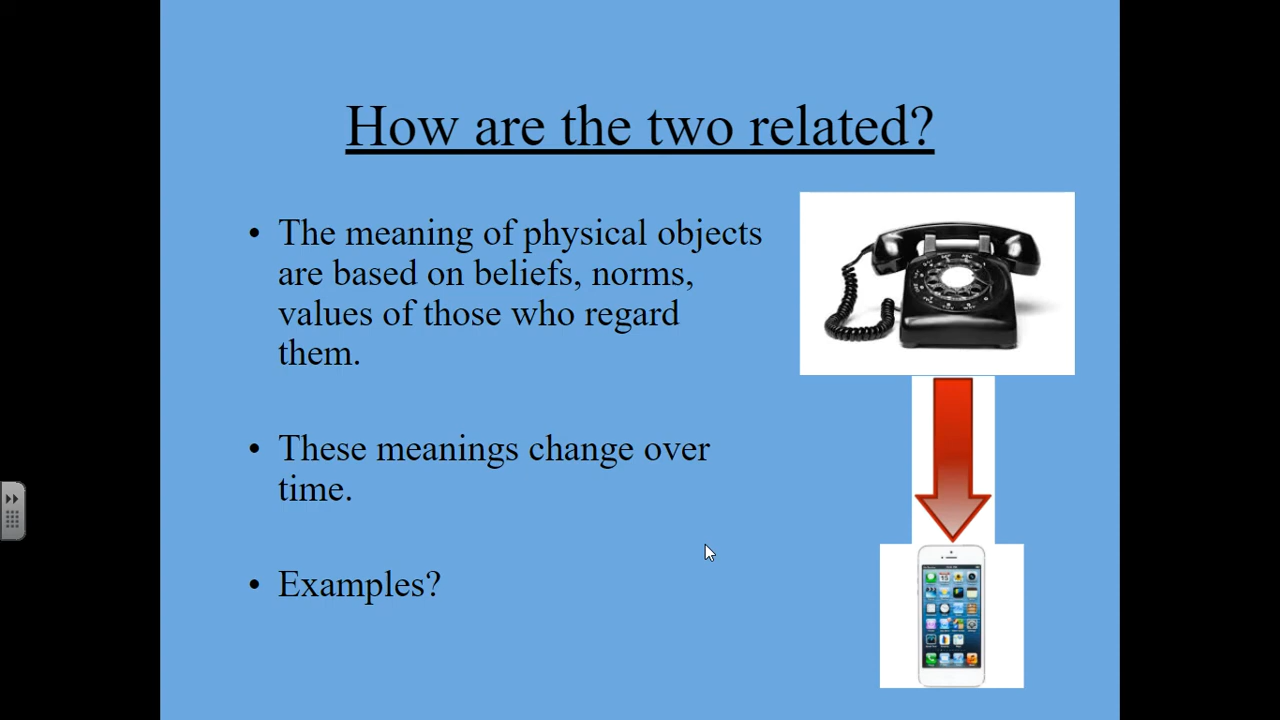 How are the two related?
• The meaning of physical objects
are based on beliefs, norms,
values of those who regard
them.
• These meanings change over
time.
• Examples?